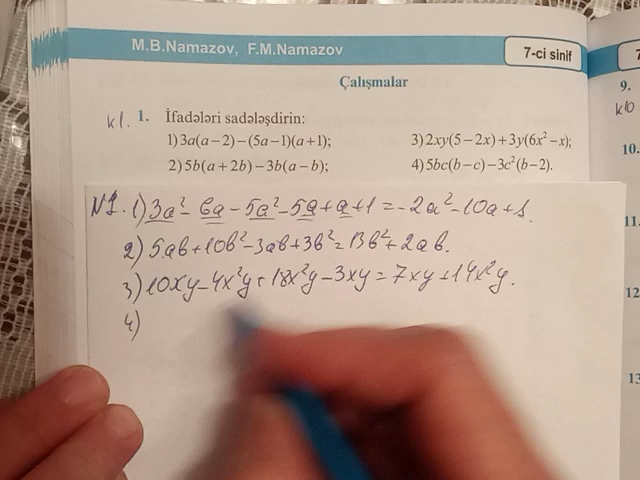 M.B.Namazov, F.M.Namazov
7-ci sinif
7
Çalışmalar
kl.
1. İfadələri sadələşdirin:
1) 3a(a−2)−(5a−1)(a+1);
2) 5b(a+2b)−3b(a−b);
3) 2xy(5−2x)+3y(6x²−x);
4) 5bc(b−c)−3c²(b−2).
N1. 1) 3a²−6a−5a²−5a+a+1=−2a²−10a+1.
2) 5ab+10b²−3ab+3b²=13b²+2ab.
3) 10xy−4x²y+18x²y−3xy=7xy+14x²y.
4)
9.
10.
11
12
13